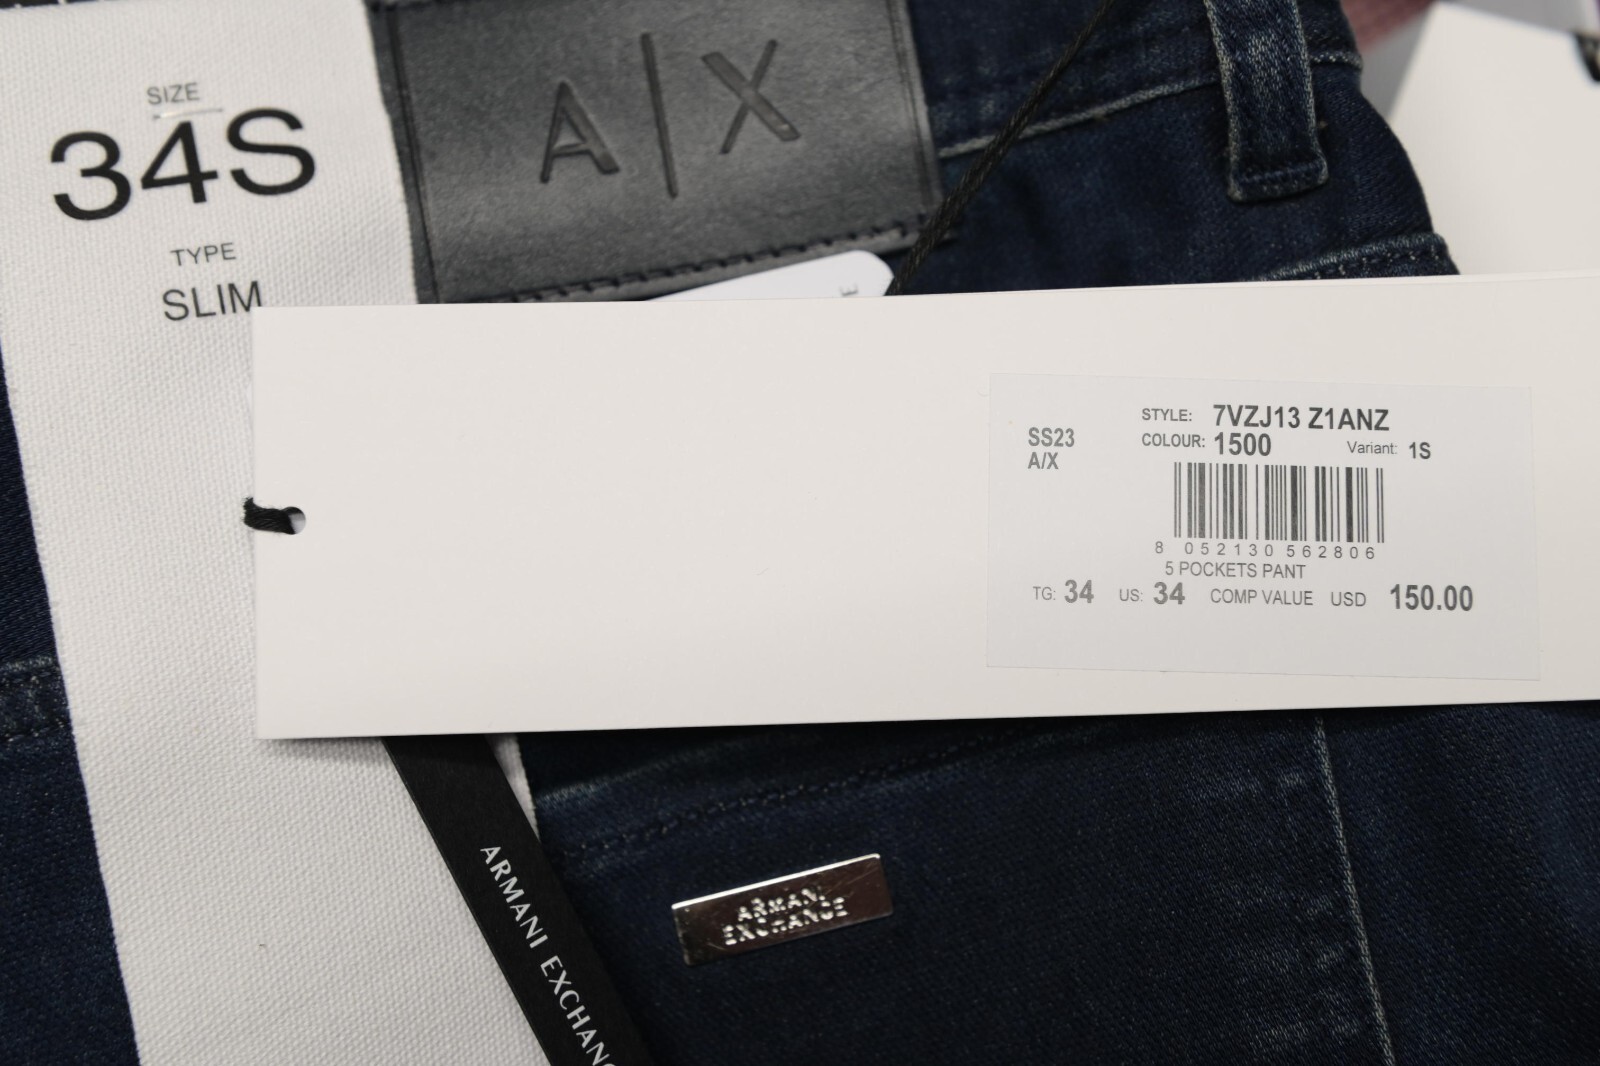 SIZE
34S
TYPE
SLIM
A|X
E
SS23
A/X
STYLE: 7VZJ13 Z1ANZ
COLOUR: 1500 Variant: 1S
8 052130 562806
5 POCKETS PANT
TG: 34 US: 34 COMP VALUE USD 150.00
ARMANI EXCHANG
ARMANI
EXCHANGE